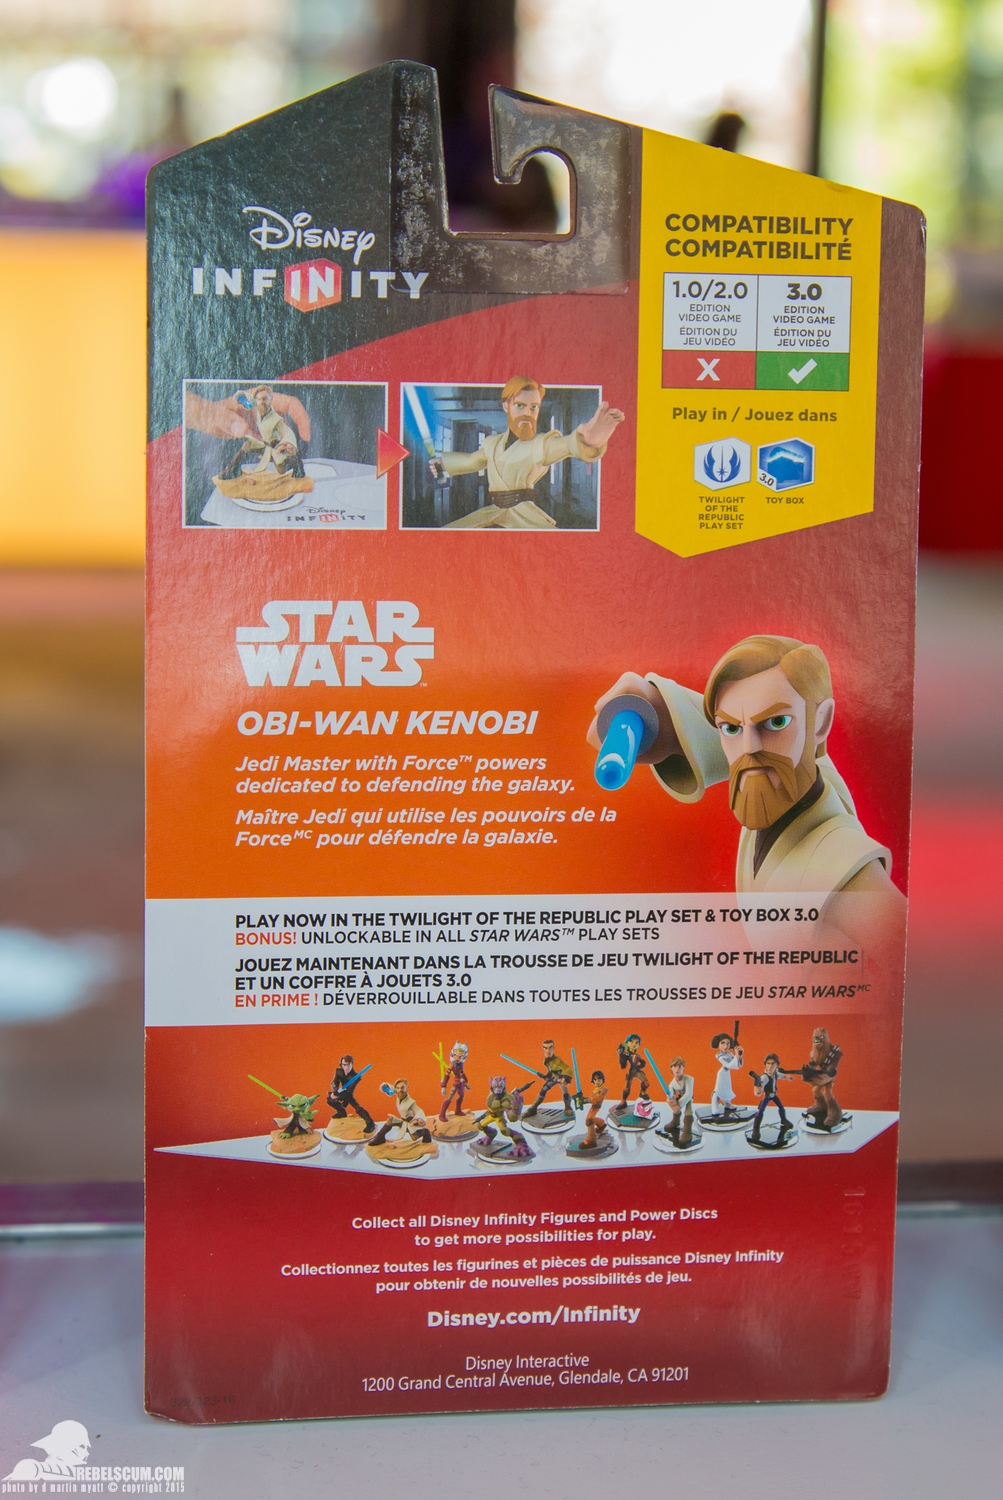 Disney
INFINITY
COMPATIBILITY
COMPATIBILITÉ
1.0/2.0
EDITION
VIDEO GAME
ÉDITION DU
JEU VIDÉO
3.0
EDITION
VIDEO GAME
ÉDITION DU
JEU VIDÉO
Play in / Jouez dans
TWILIGHT
OF THE
REPUBLIC
PLAY SET
3.0
TOY BOX
Disney
INFINITY
STAR
WARS™
OBI-WAN KENOBI
Jedi Master with Force™ powers
dedicated to defending the galaxy.
Maître Jedi qui utilise les pouvoirs de la
Force MC pour défendre la galaxie.
PLAY NOW IN THE TWILIGHT OF THE REPUBLIC PLAY SET & TOY BOX 3.0
BONUS! UNLOCKABLE IN ALL STAR WARS™ PLAY SETS
JOUEZ MAINTENANT DANS LA TROUSSE DE JEU TWILIGHT OF THE REPUBLIC
ET UN COFFRE À JOUETS 3.0
EN PRIME ! DÉVERROUILLABLE DANS TOUTES LES TROUSSES DE JEU STAR WARS MC
Collect all Disney Infinity Figures and Power Discs
to get more possibilities for play.
Collectionnez toutes les figurines et pièces de puissance Disney Infinity
pour obtenir de nouvelles possibilités de jeu.
Disney.com/Infinity
Disney Interactive
1200 Grand Central Avenue, Glendale, CA 91201
REBELSCUM.COM
photo by d martin myatt © copyright 2015